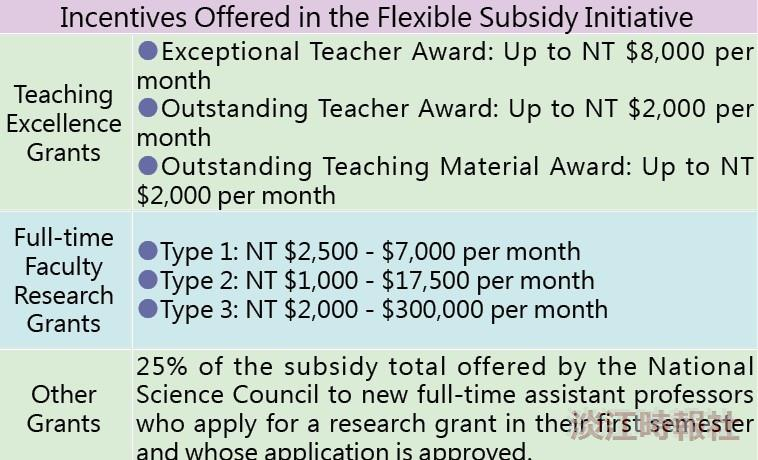 Incentives Offered in the Flexible Subsidy Initiative
Teaching
Excellence
Grants
●Exceptional Teacher Award: Up to NT $8,000 per
month
●Outstanding Teacher Award: Up to NT $2,000 per
month
●Outstanding Teaching Material Award: Up to NT
$2,000 per month
Full-time
Faculty
Research
Grants
●Type 1: NT $2,500 - $7,000 per month
●Type 2: NT $1,000 - $17,500 per month
●Type 3: NT $2,000 - $300,000 per month
Other
Grants
25% of the subsidy total offered by the National
Science Council to new full-time assistant professors
who apply for a research grant in their first semester
and whose application is approved.
淡江時報社